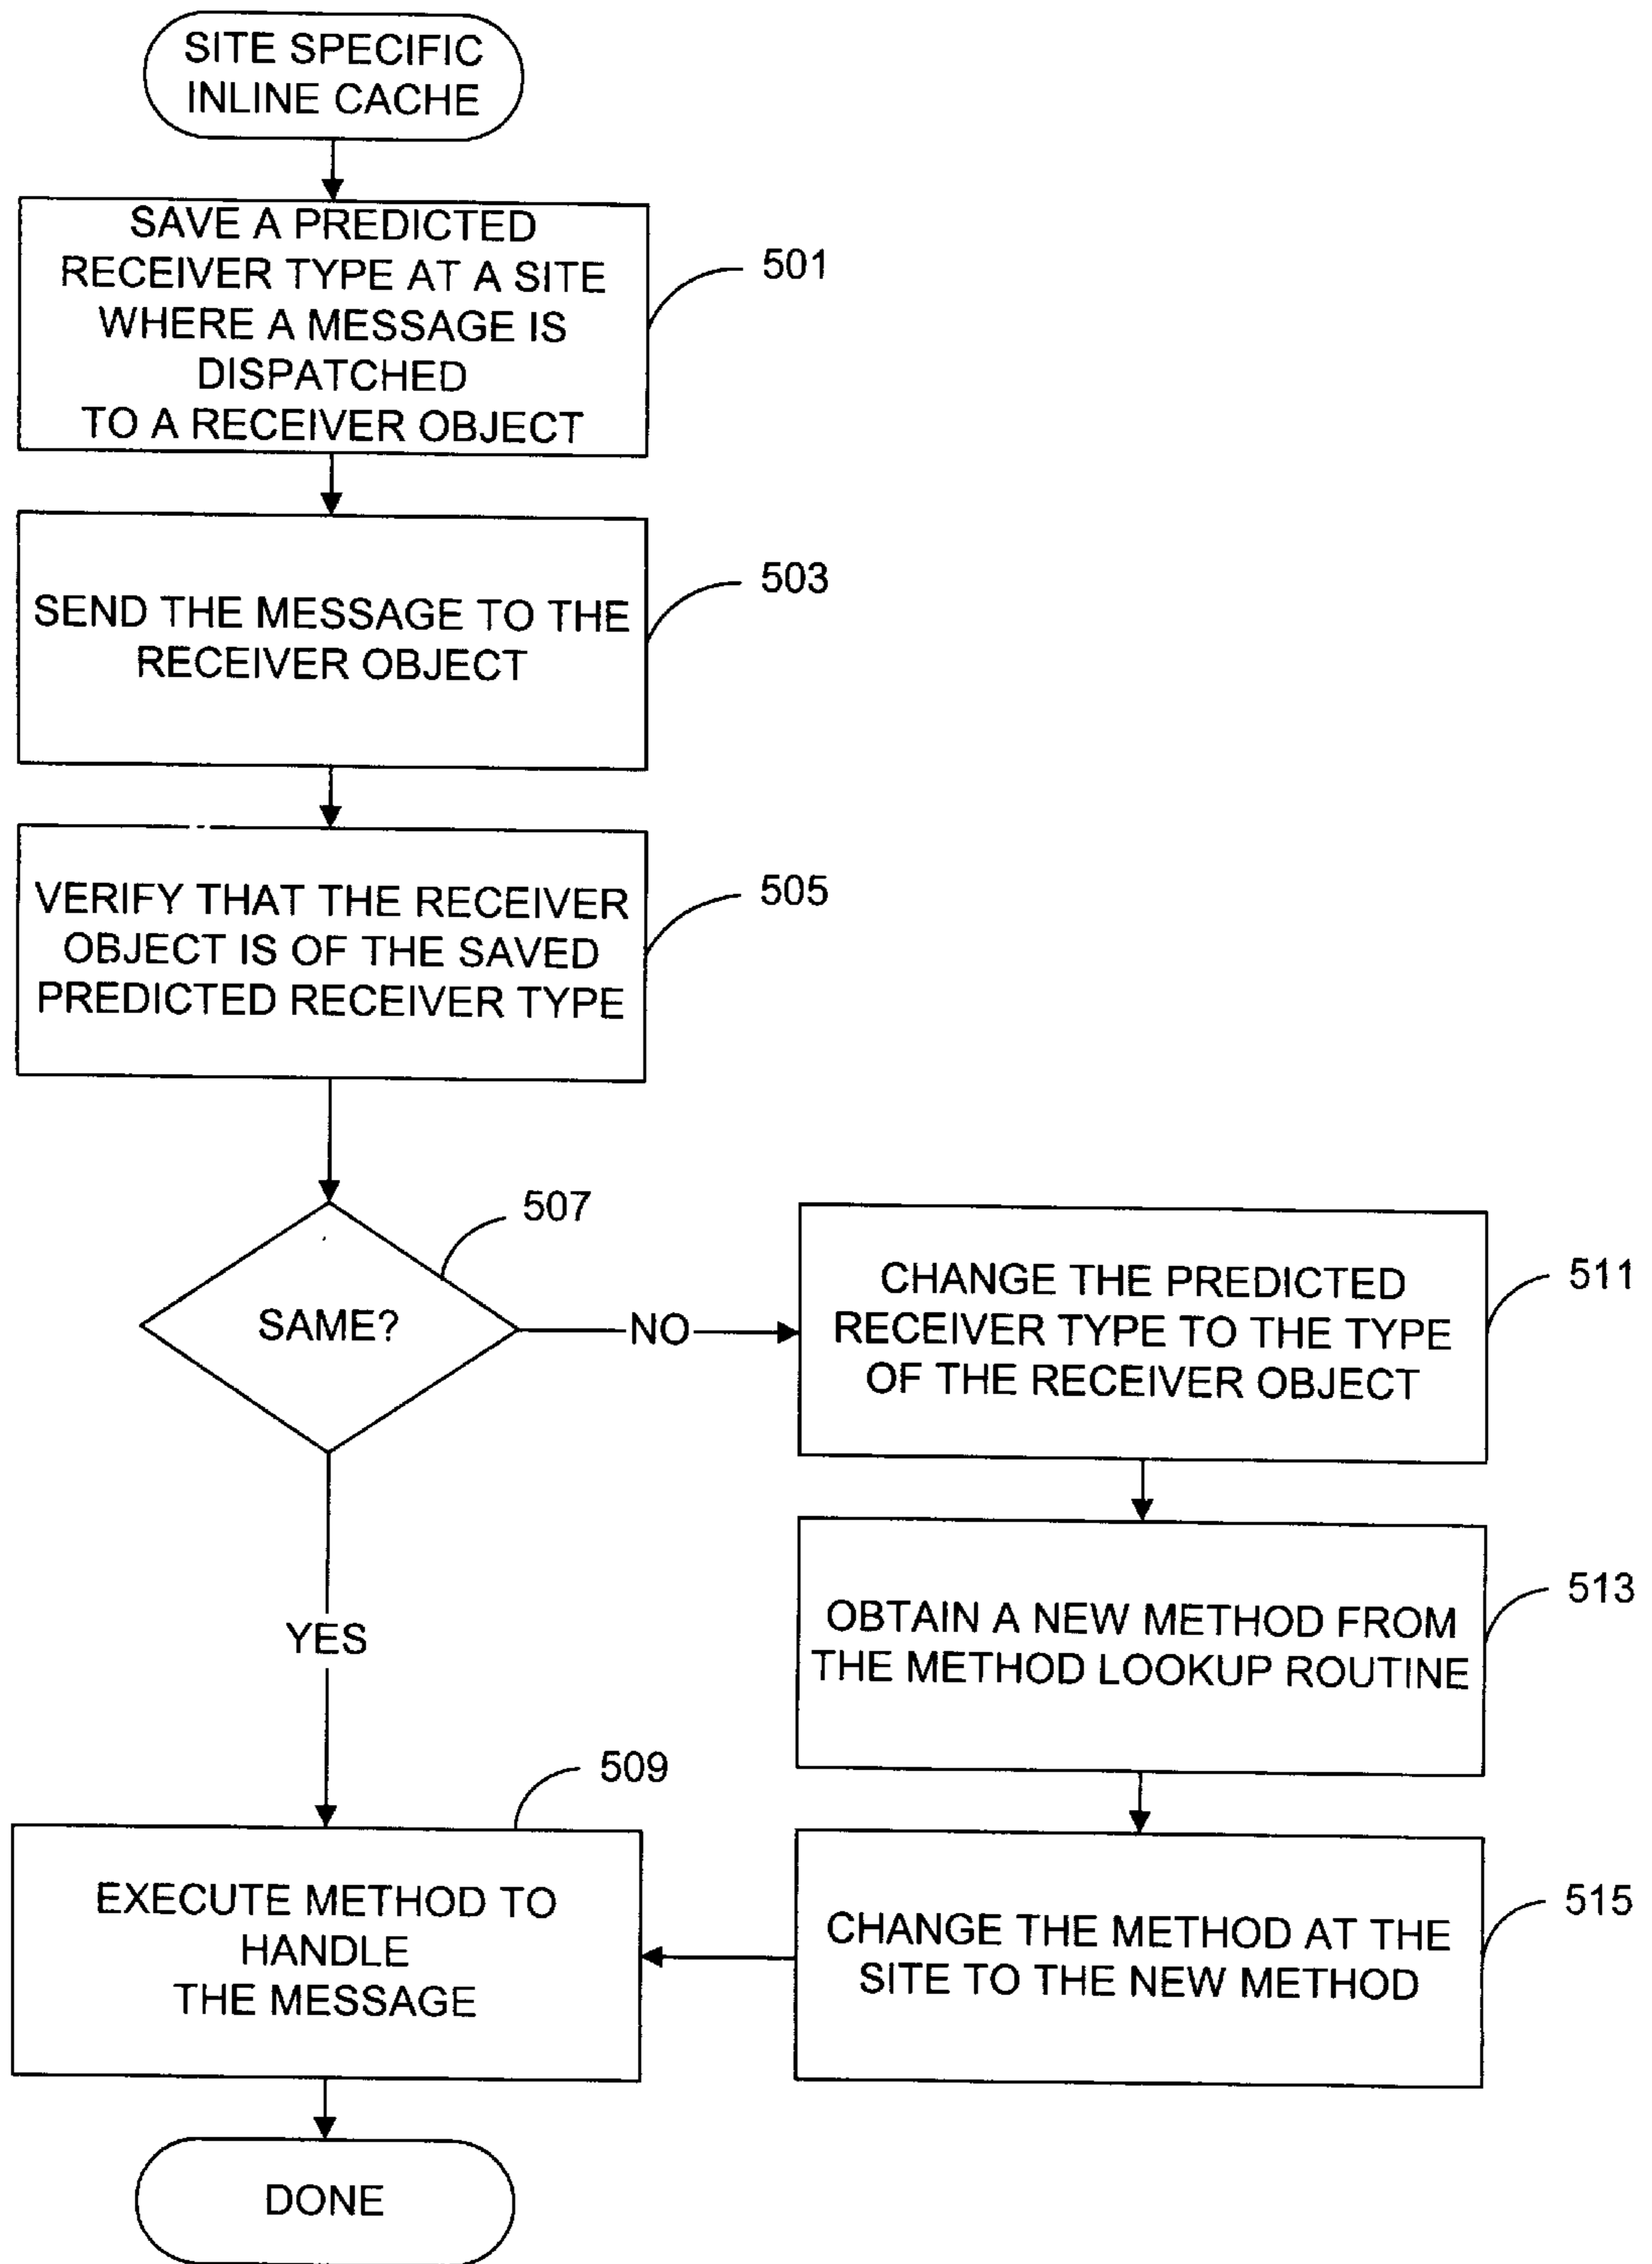 SITE SPECIFIC
INLINE CACHE
SAVE A PREDICTED
RECEIVER TYPE AT A SITE
WHERE A MESSAGE IS
DISPATCHED
TO A RECEIVER OBJECT
501
SEND THE MESSAGE TO THE
RECEIVER OBJECT
503
VERIFY THAT THE RECEIVER
OBJECT IS OF THE SAVED
PREDICTED RECEIVER TYPE
505
SAME?
507
NO
CHANGE THE PREDICTED
RECEIVER TYPE TO THE TYPE
OF THE RECEIVER OBJECT
511
OBTAIN A NEW METHOD FROM
THE METHOD LOOKUP ROUTINE
513
CHANGE THE METHOD AT THE
SITE TO THE NEW METHOD
515
YES
EXECUTE METHOD TO
HANDLE
THE MESSAGE
509
DONE